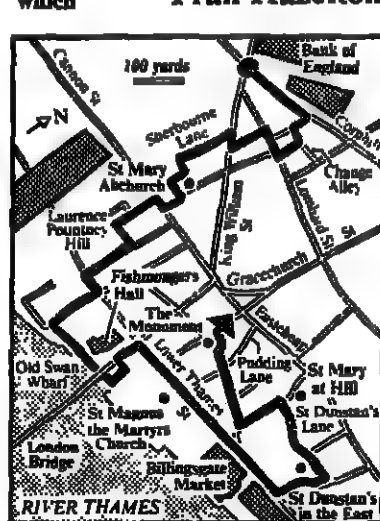 which
Bank of
England
100 yards
Cannon St
N
Sherbourne
Lane
Cornhill
St Mary
Abchurch
Change
Alley
Laurence
Pountney
Hill
King William
St
Lombard St
Gracechurch
St
Fishmongers
Hall
The
Monument
Eastcheap
Old Swan
Wharf
Lower Thames
St
Pudding
Lane
St Mary
at Hill
St Magnus
the Martyrs
Church
St Dunstan's
Lane
London
Bridge
Billingsgate
Market
RIVER THAMES
St Dunstan's
in the East